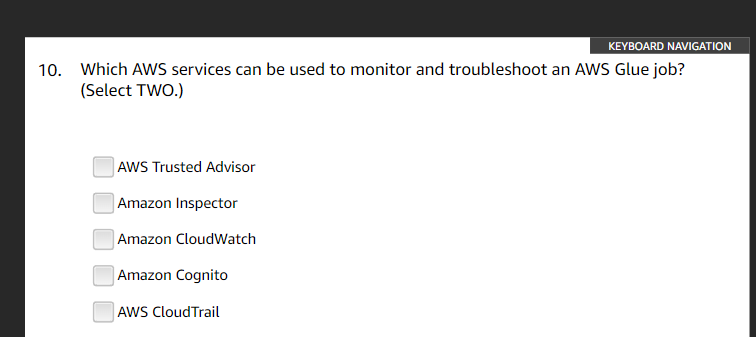 KEYBOARD NAVIGATION
10. Which AWS services can be used to monitor and troubleshoot an AWS Glue job?
(Select TWO.)
AWS Trusted Advisor
Amazon Inspector
Amazon CloudWatch
Amazon Cognito
AWS CloudTrail